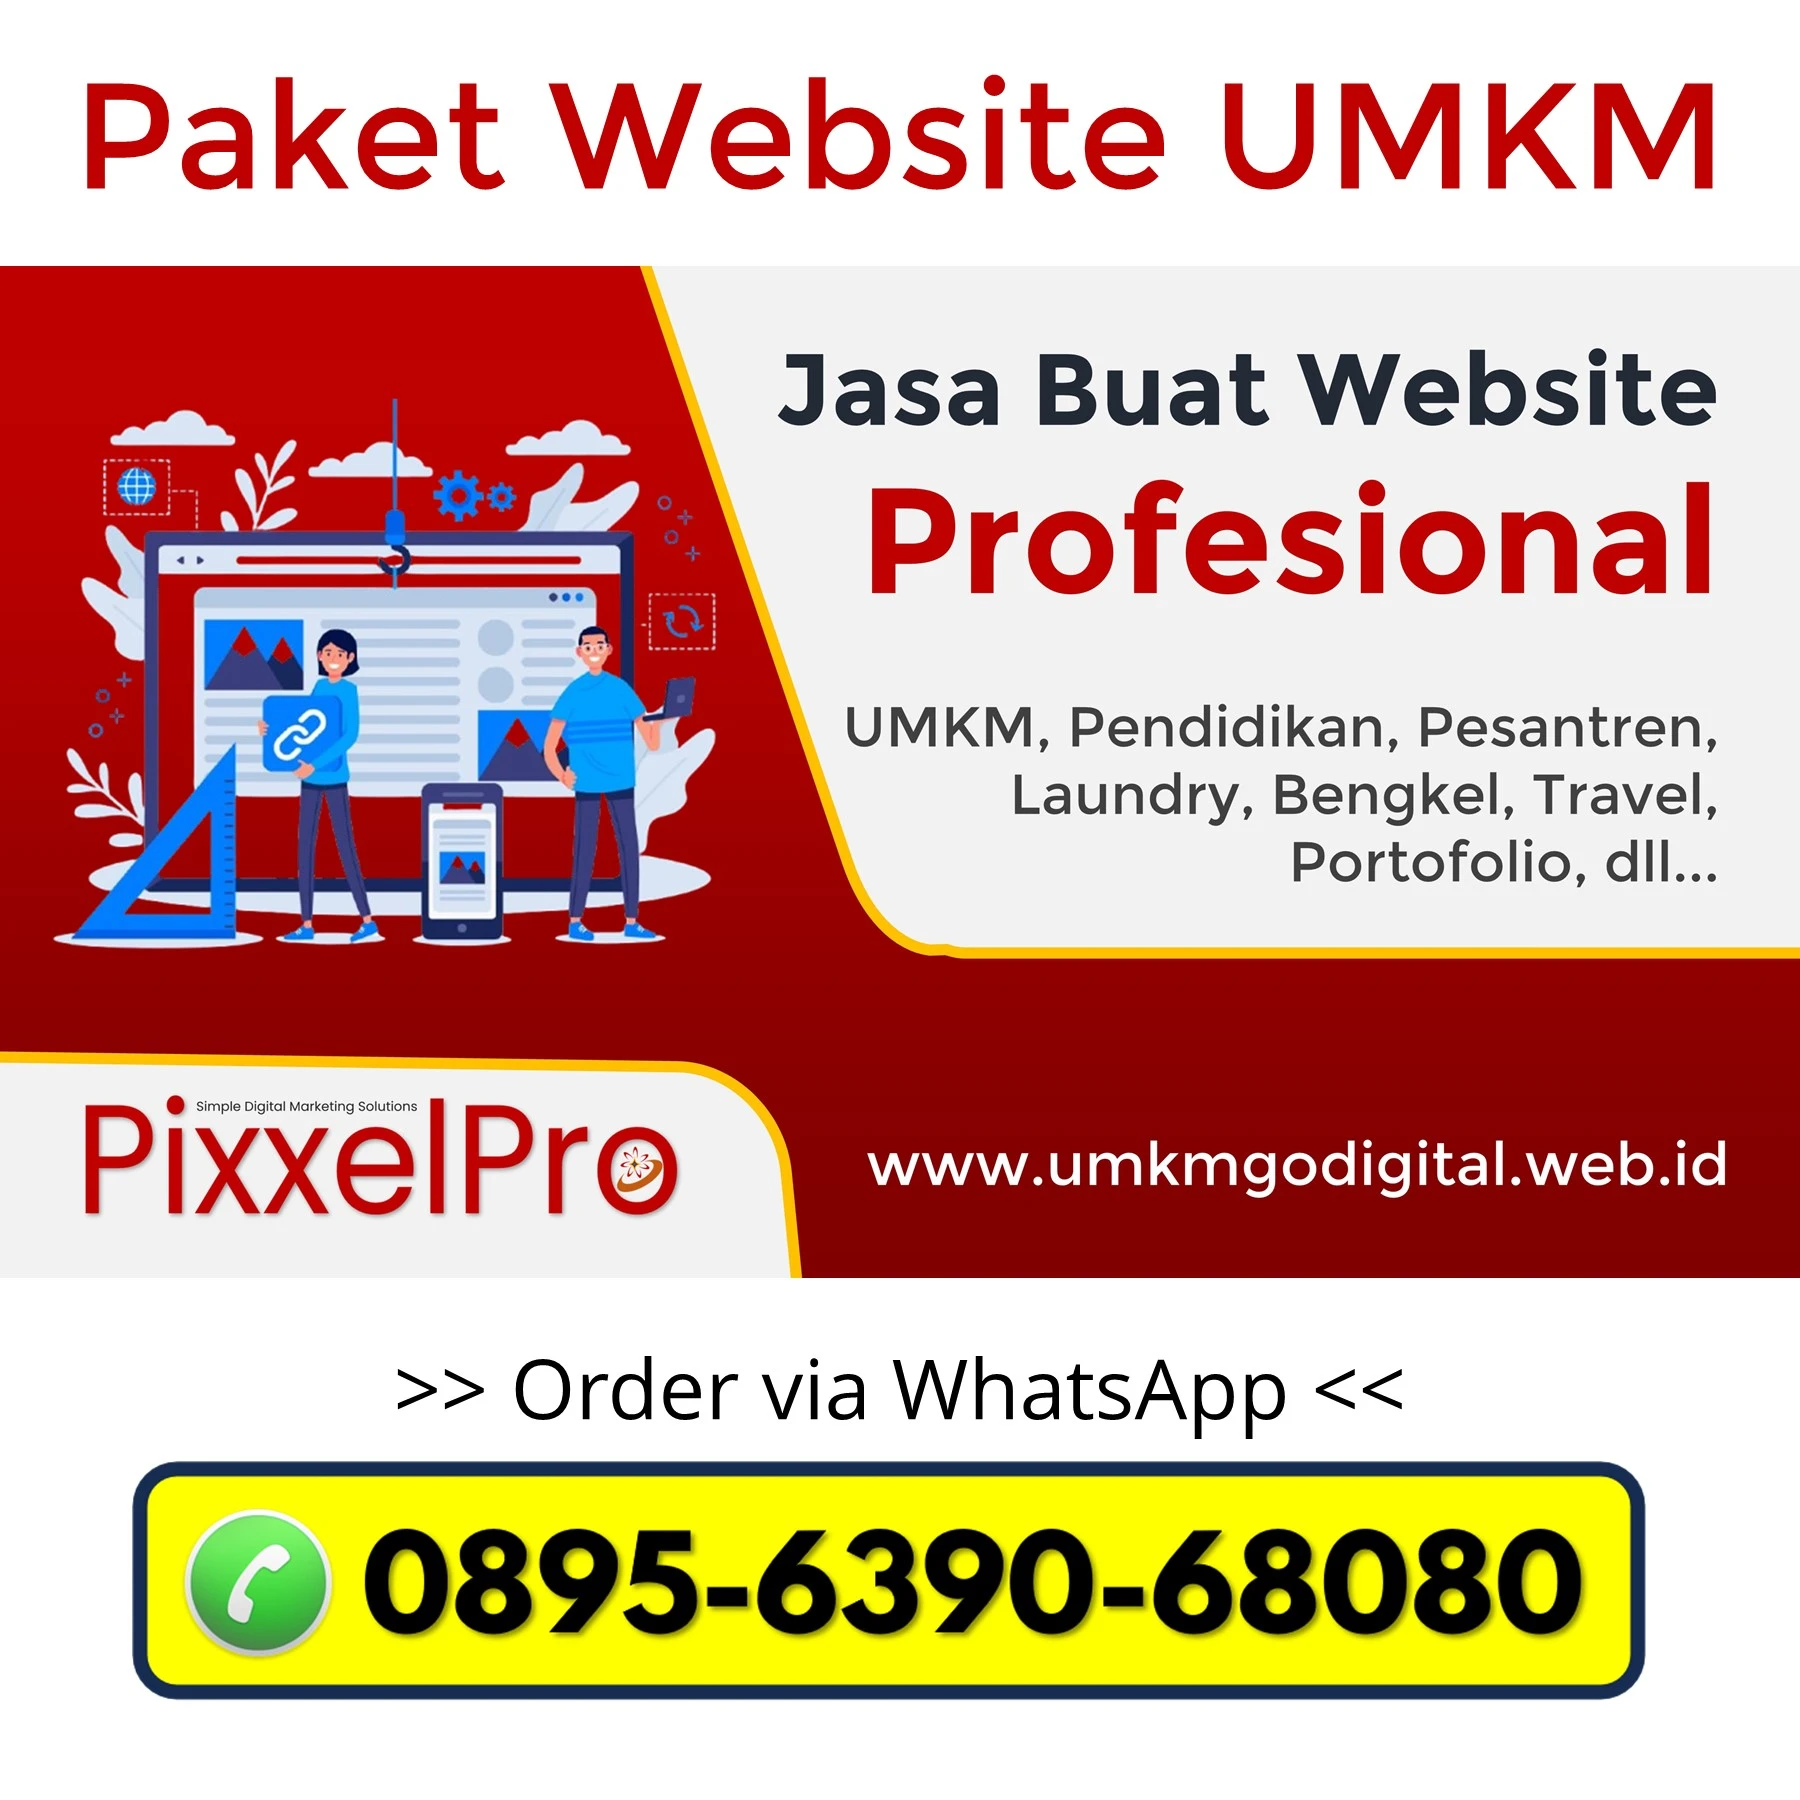 Paket Website UMKM
Jasa Buat Website
Profesional
UMKM, Pendidikan, Pesantren,
Laundry, Bengkel, Travel,
Portofolio, dll...
Simple Digital Marketing Solutions
PixxelPro
www.umkmgodigital.web.id
>> Order via WhatsApp <<
0895-6390-68080